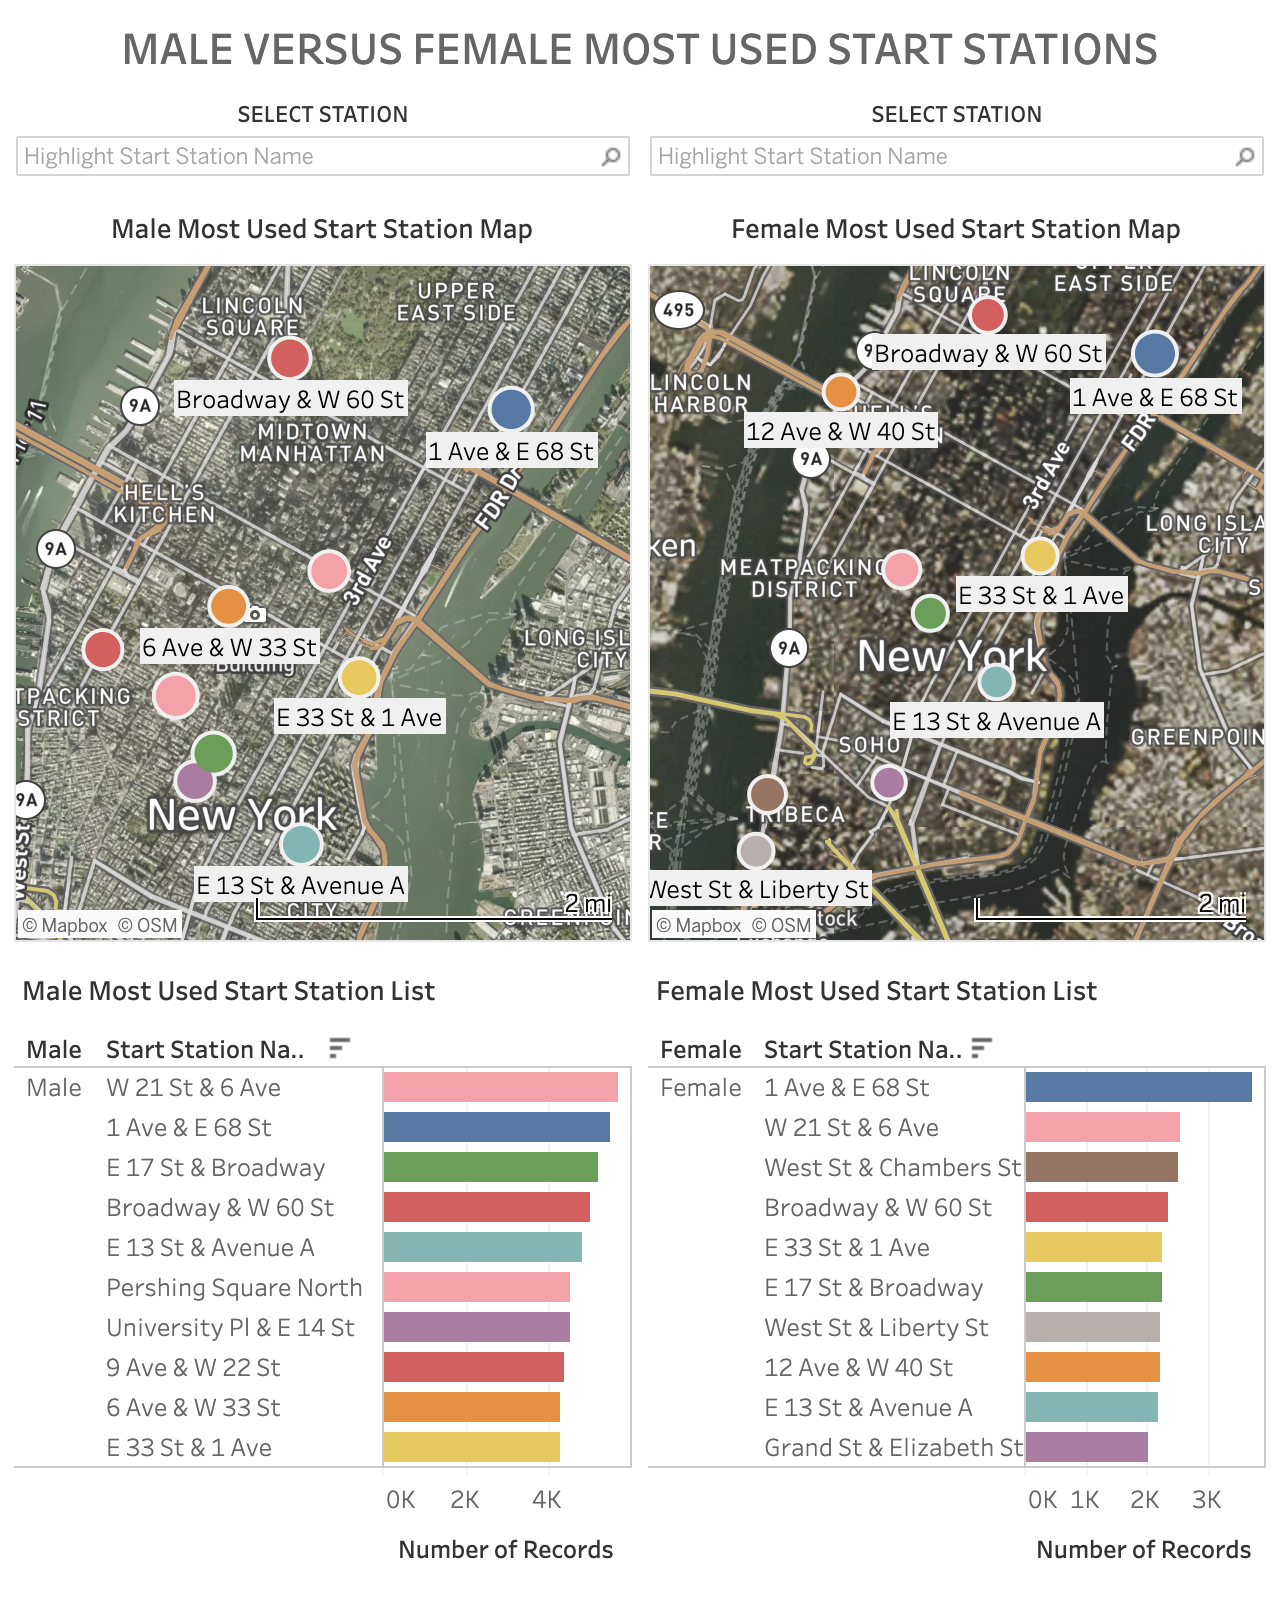 MALE VERSUS FEMALE MOST USED START STATIONS
SELECT STATION
Highlight Start Station Name
SELECT STATION
Highlight Start Station Name
Male Most Used Start Station Map
LINCOLN
SQUARE
UPPER
EAST SIDE
Broadway & W 60 St
9A
MIDTOWN
MANHATTAN
1 Ave & E 68 St
HELL'S
KITCHEN
FDR Dr
9A
3rd Ave
6 Ave & W 33 St
Building
LONG ISL
CITY
TPACKING
STRICT
E 33 St & 1 Ave
9A
New York
West St
E 13 St & Avenue A
CITY
2 mi
GREENPOIN
© Mapbox © OSM
Female Most Used Start Station Map
LINCOLN
SQUARE
EAST SIDE
495
Broadway & W 60 St
LINCOLN
HARBOR
1 Ave & E 68 St
HELL'S
12 Ave & W 40 St
FDR
9A
3rd Ave
LONG ISLA
CITY
ken
MEATPACKING
DISTRICT
E 33 St & 1 Ave
9A
New York
E 13 St & Avenue A
SOHO
GREENPOIN
TRIBECA
West St & Liberty St
2 mi
tock
Bro
© Mapbox © OSM
Male Most Used Start Station List
Male Start Station Na..
Male W 21 St & 6 Ave
1 Ave & E 68 St
E 17 St & Broadway
Broadway & W 60 St
E 13 St & Avenue A
Pershing Square North
University Pl & E 14 St
9 Ave & W 22 St
6 Ave & W 33 St
E 33 St & 1 Ave
0K 2K 4K
Number of Records
Female Most Used Start Station List
Female Start Station Na..
Female 1 Ave & E 68 St
W 21 St & 6 Ave
West St & Chambers St
Broadway & W 60 St
E 33 St & 1 Ave
E 17 St & Broadway
West St & Liberty St
12 Ave & W 40 St
E 13 St & Avenue A
Grand St & Elizabeth St
0K 1K 2K 3K
Number of Records